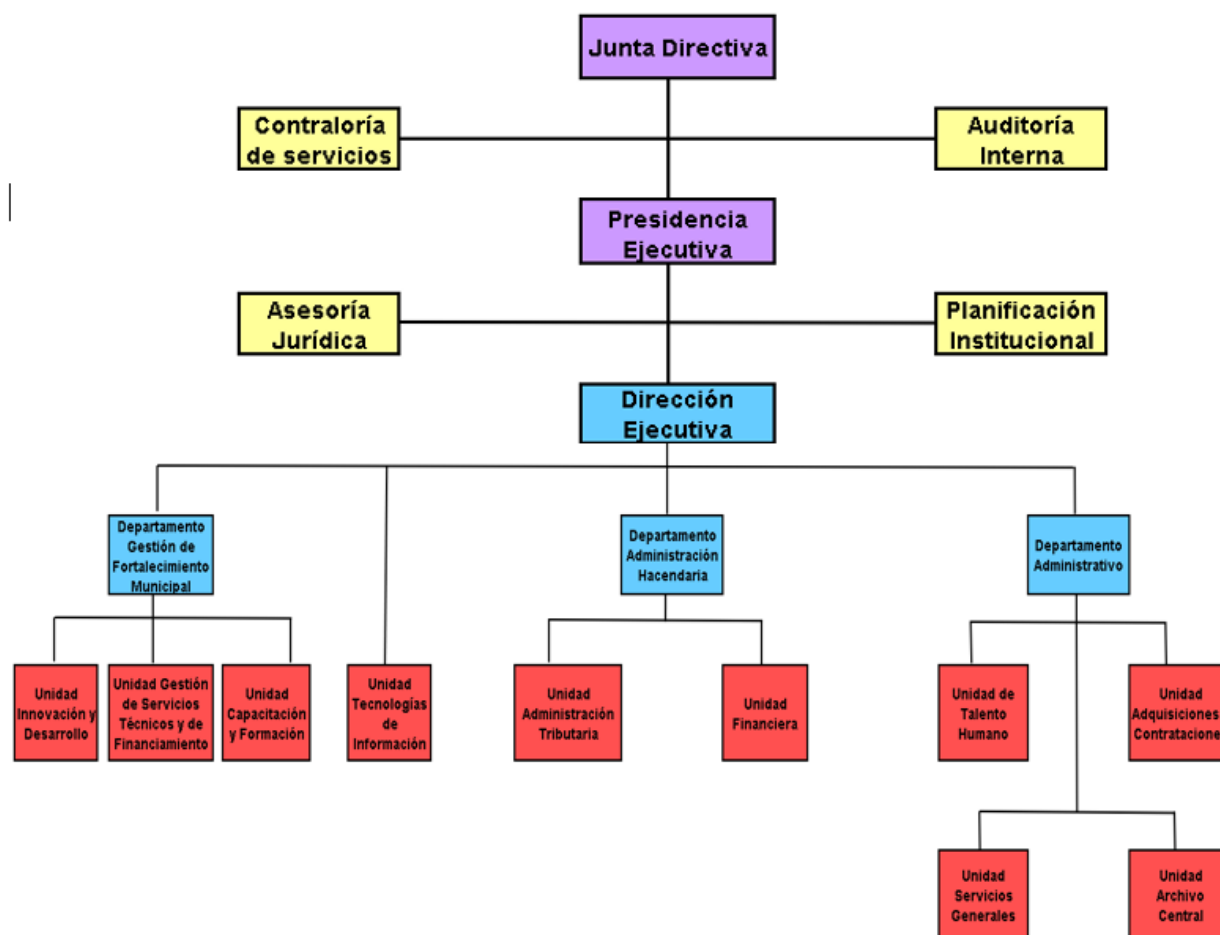 Junta Directiva
Contraloría
de servicios
Auditoría
Interna
Presidencia
Ejecutiva
Asesoría
Jurídica
Planificación
Institucional
Dirección
Ejecutiva
Departamento
Gestión de
Fortalecimiento
Municipal
Departamento
Administración
Hacendaria
Departamento
Administrativo
Unidad
Innovación y
Desarrollo
Unidad Gestión
de Servicios
Técnicos y de
Financiamiento
Unidad
Capacitación
y Formación
Unidad
Tecnologías
de
Información
Unidad
Administración
Tributaria
Unidad
Financiera
Unidad de
Talento
Humano
Unidad
Adquisiciones
Contratacione
Unidad
Servicios
Generales
Unidad
Archivo
Central